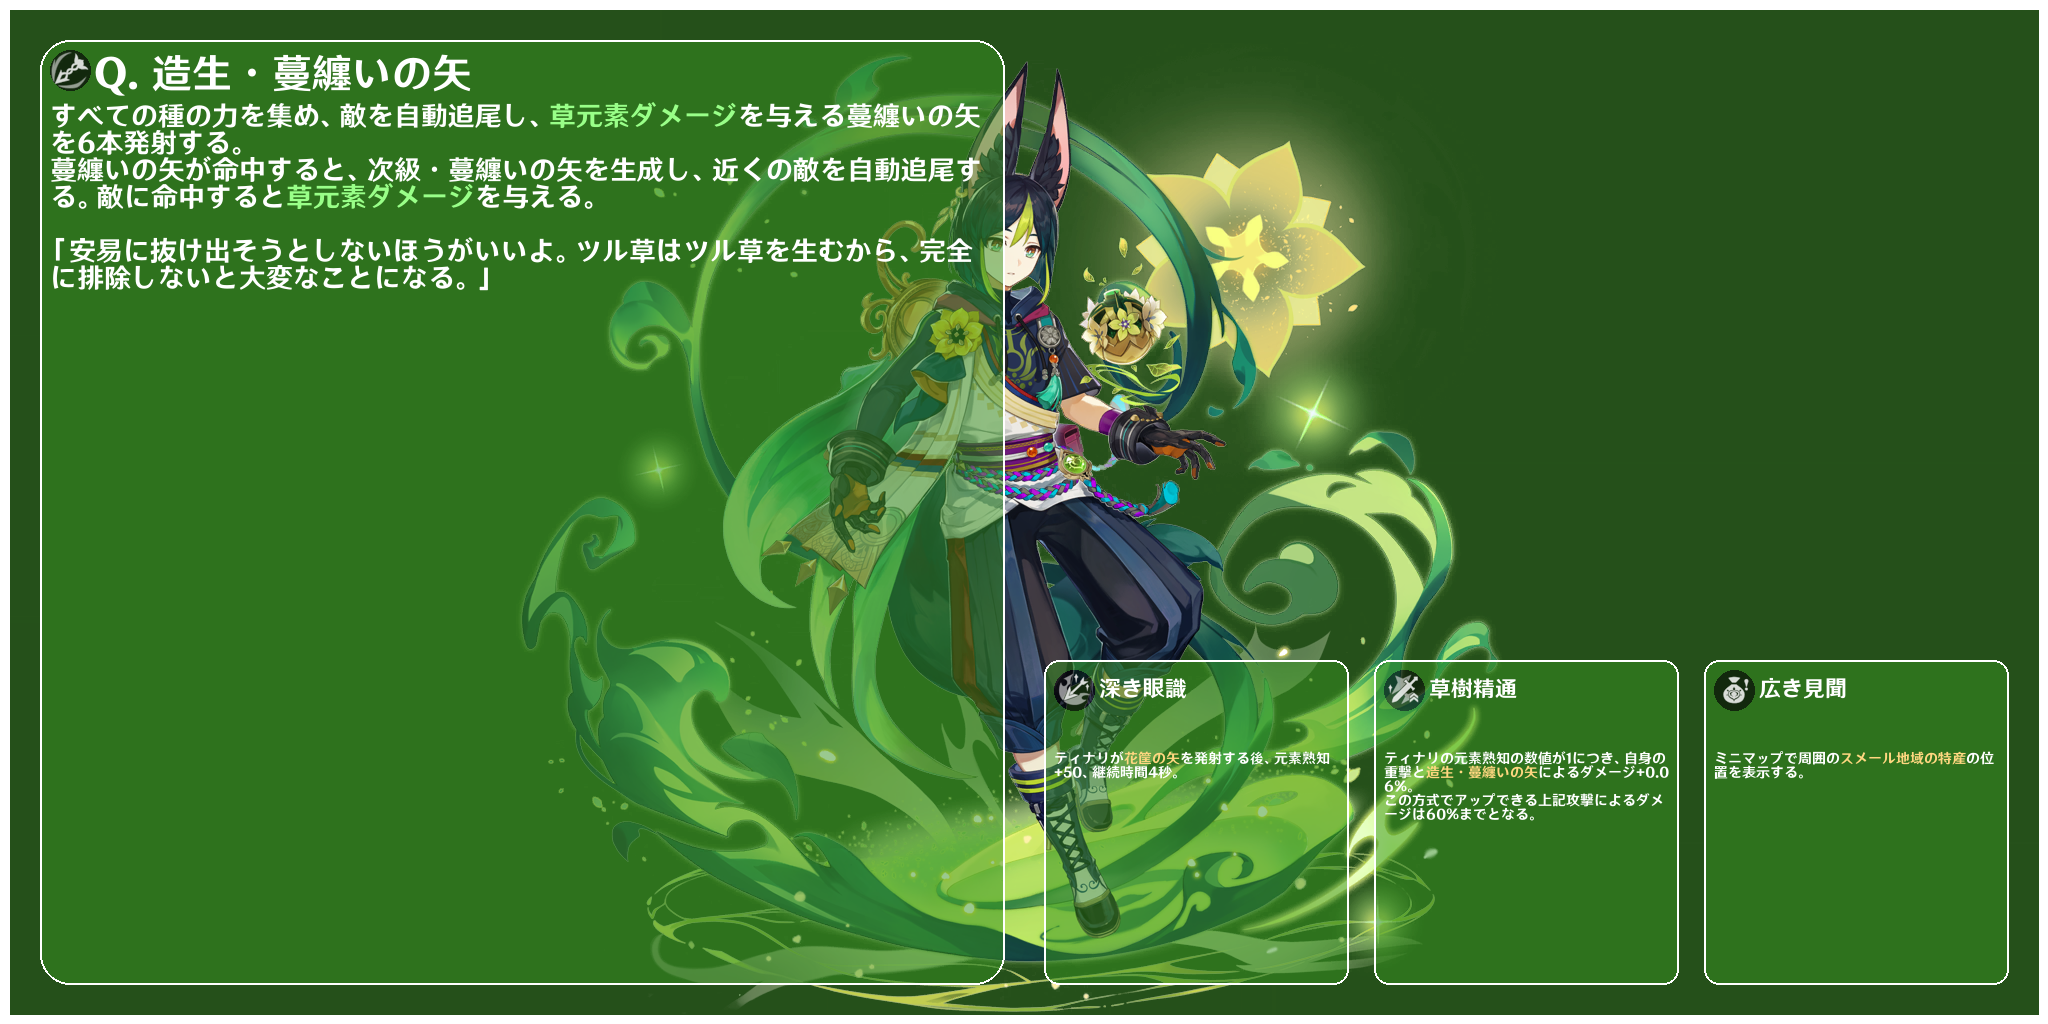 Q. 造生・蔓纏いの矢
すべての種の力を集め、敵を自動追尾し、草元素ダメージを与える蔓纏いの矢
を6本発射する。
蔓纏いの矢が命中すると、次級・蔓纏いの矢を生成し、近くの敵を自動追尾す
る。敵に命中すると草元素ダメージを与える。
「安易に抜け出そうとしないほうがいいよ。ツル草はツル草を生むから、完全
に排除しないと大変なことになる。」
深き眼識
ティナリが花筐の矢を発射する後、元素熟知
+50、継続時間4秒。
草樹精通
ティナリの元素熟知の数値が1につき、自身の
重撃と造生・蔓纏いの矢によるダメージ+0.0
6%。
この方式でアップできる上記攻撃によるダメ
ージは60%までとなる。
広き見聞
ミニマップで周囲のスメール地域の特産の位
置を表示する。